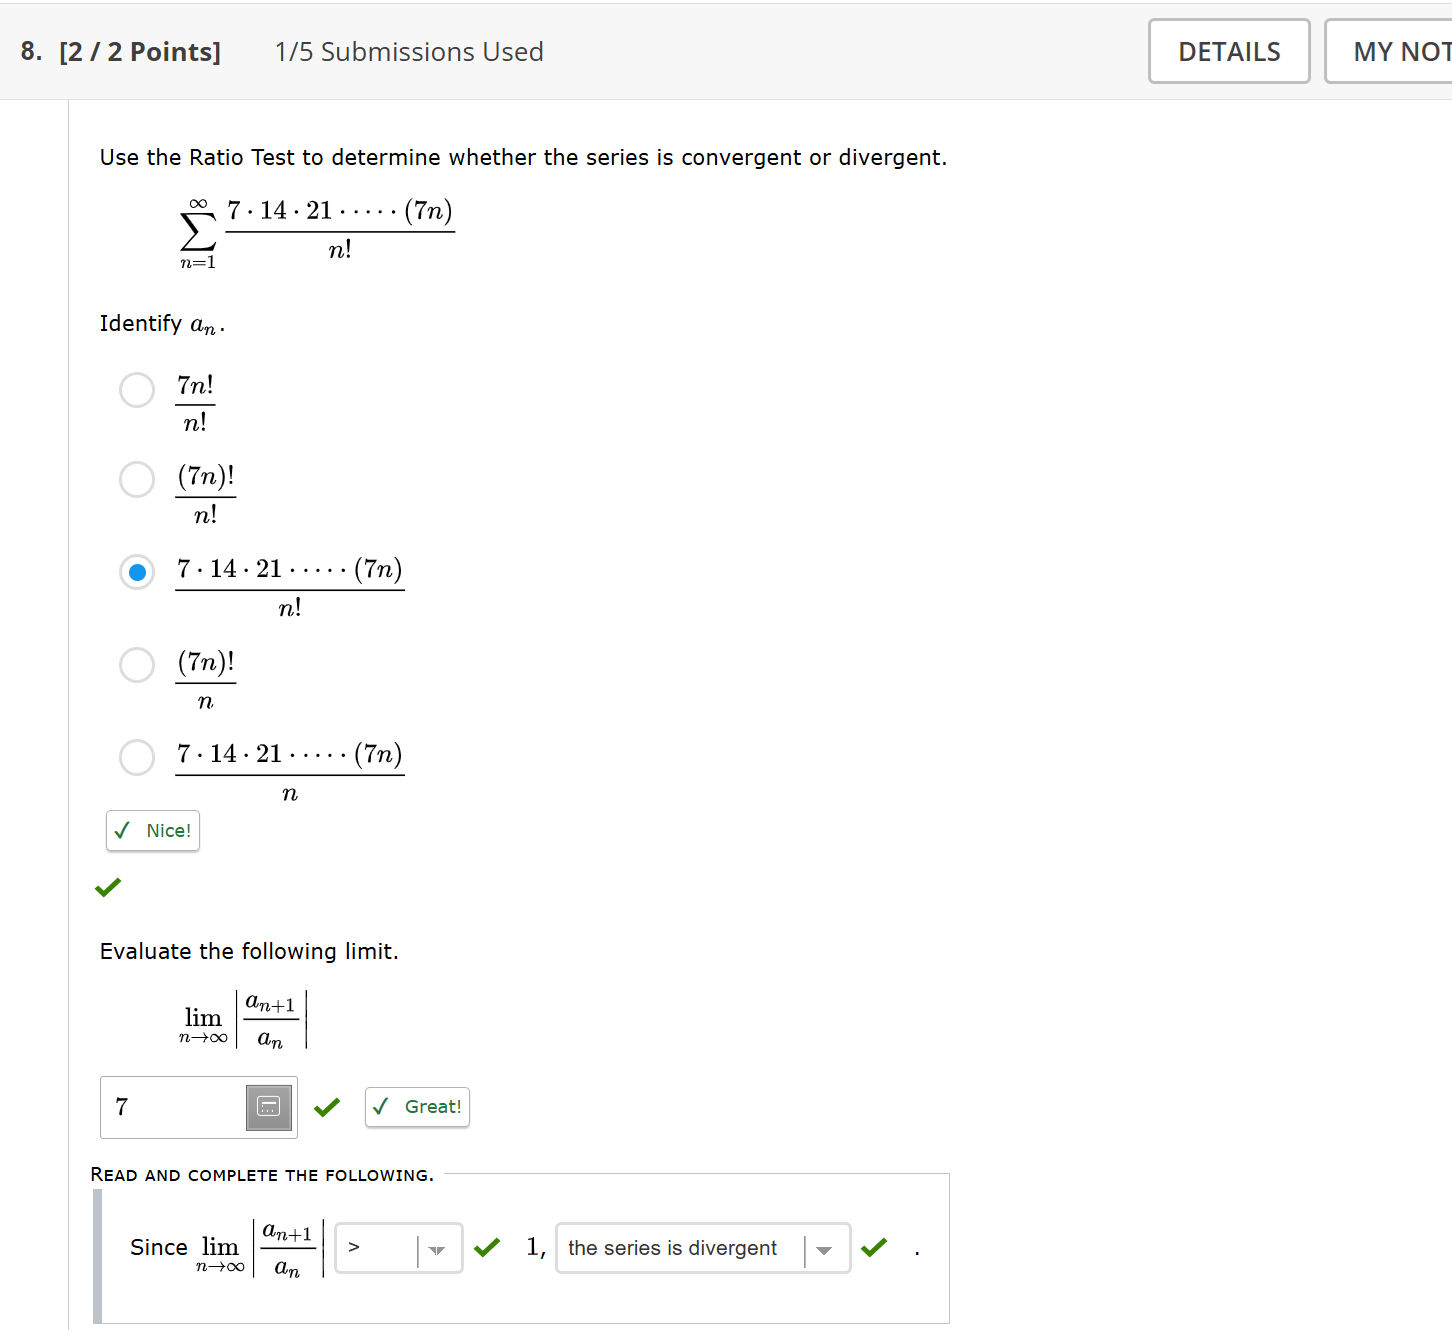 8. [2 / 2 Points] 1/5 Submissions Used DETAILS MY NOT
Use the Ratio Test to determine whether the series is convergent or divergent.
∞
∑ 7 · 14 · 21 · ⋯ · (7n) / n!
n=1
Identify aₙ.
7n! / n!
(7n)! / n!
7 · 14 · 21 · ⋯ · (7n) / n!
(7n)! / n
7 · 14 · 21 · ⋯ · (7n) / n
✓ Nice!
Evaluate the following limit.
lim n→∞ |aₙ₊₁ / aₙ|
7 ✓ Great!
READ AND COMPLETE THE FOLLOWING.
Since lim n→∞ |aₙ₊₁ / aₙ| > 1, the series is divergent .